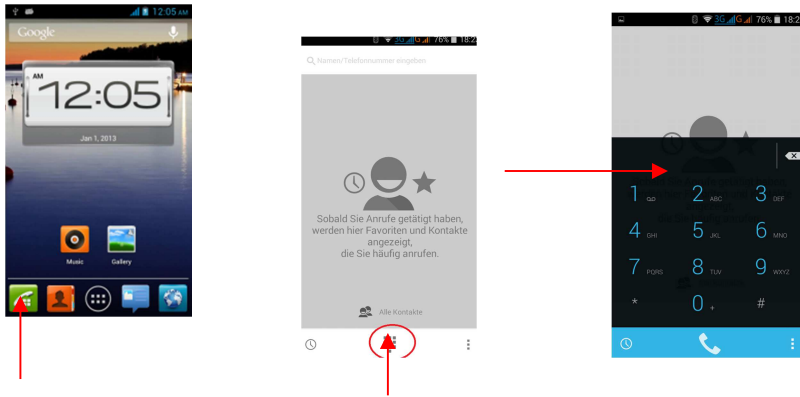 12:05 AM
Google
AM
12:05
Jan 1, 2013
Music Gallery
3G G 76% 18:2
Namen/Telefonnummer eingeben
Sobald Sie Anrufe getätigt haben,
werden hier Favoriten und Kontakte
angezeigt,
die Sie häufig anrufen.
Alle Kontakte
3G G 76% 18:2
1 2 ABC 3 DEF
4 GHI 5 JKL 6 MNO
7 PQRS 8 TUV 9 WXYZ
* 0 + #